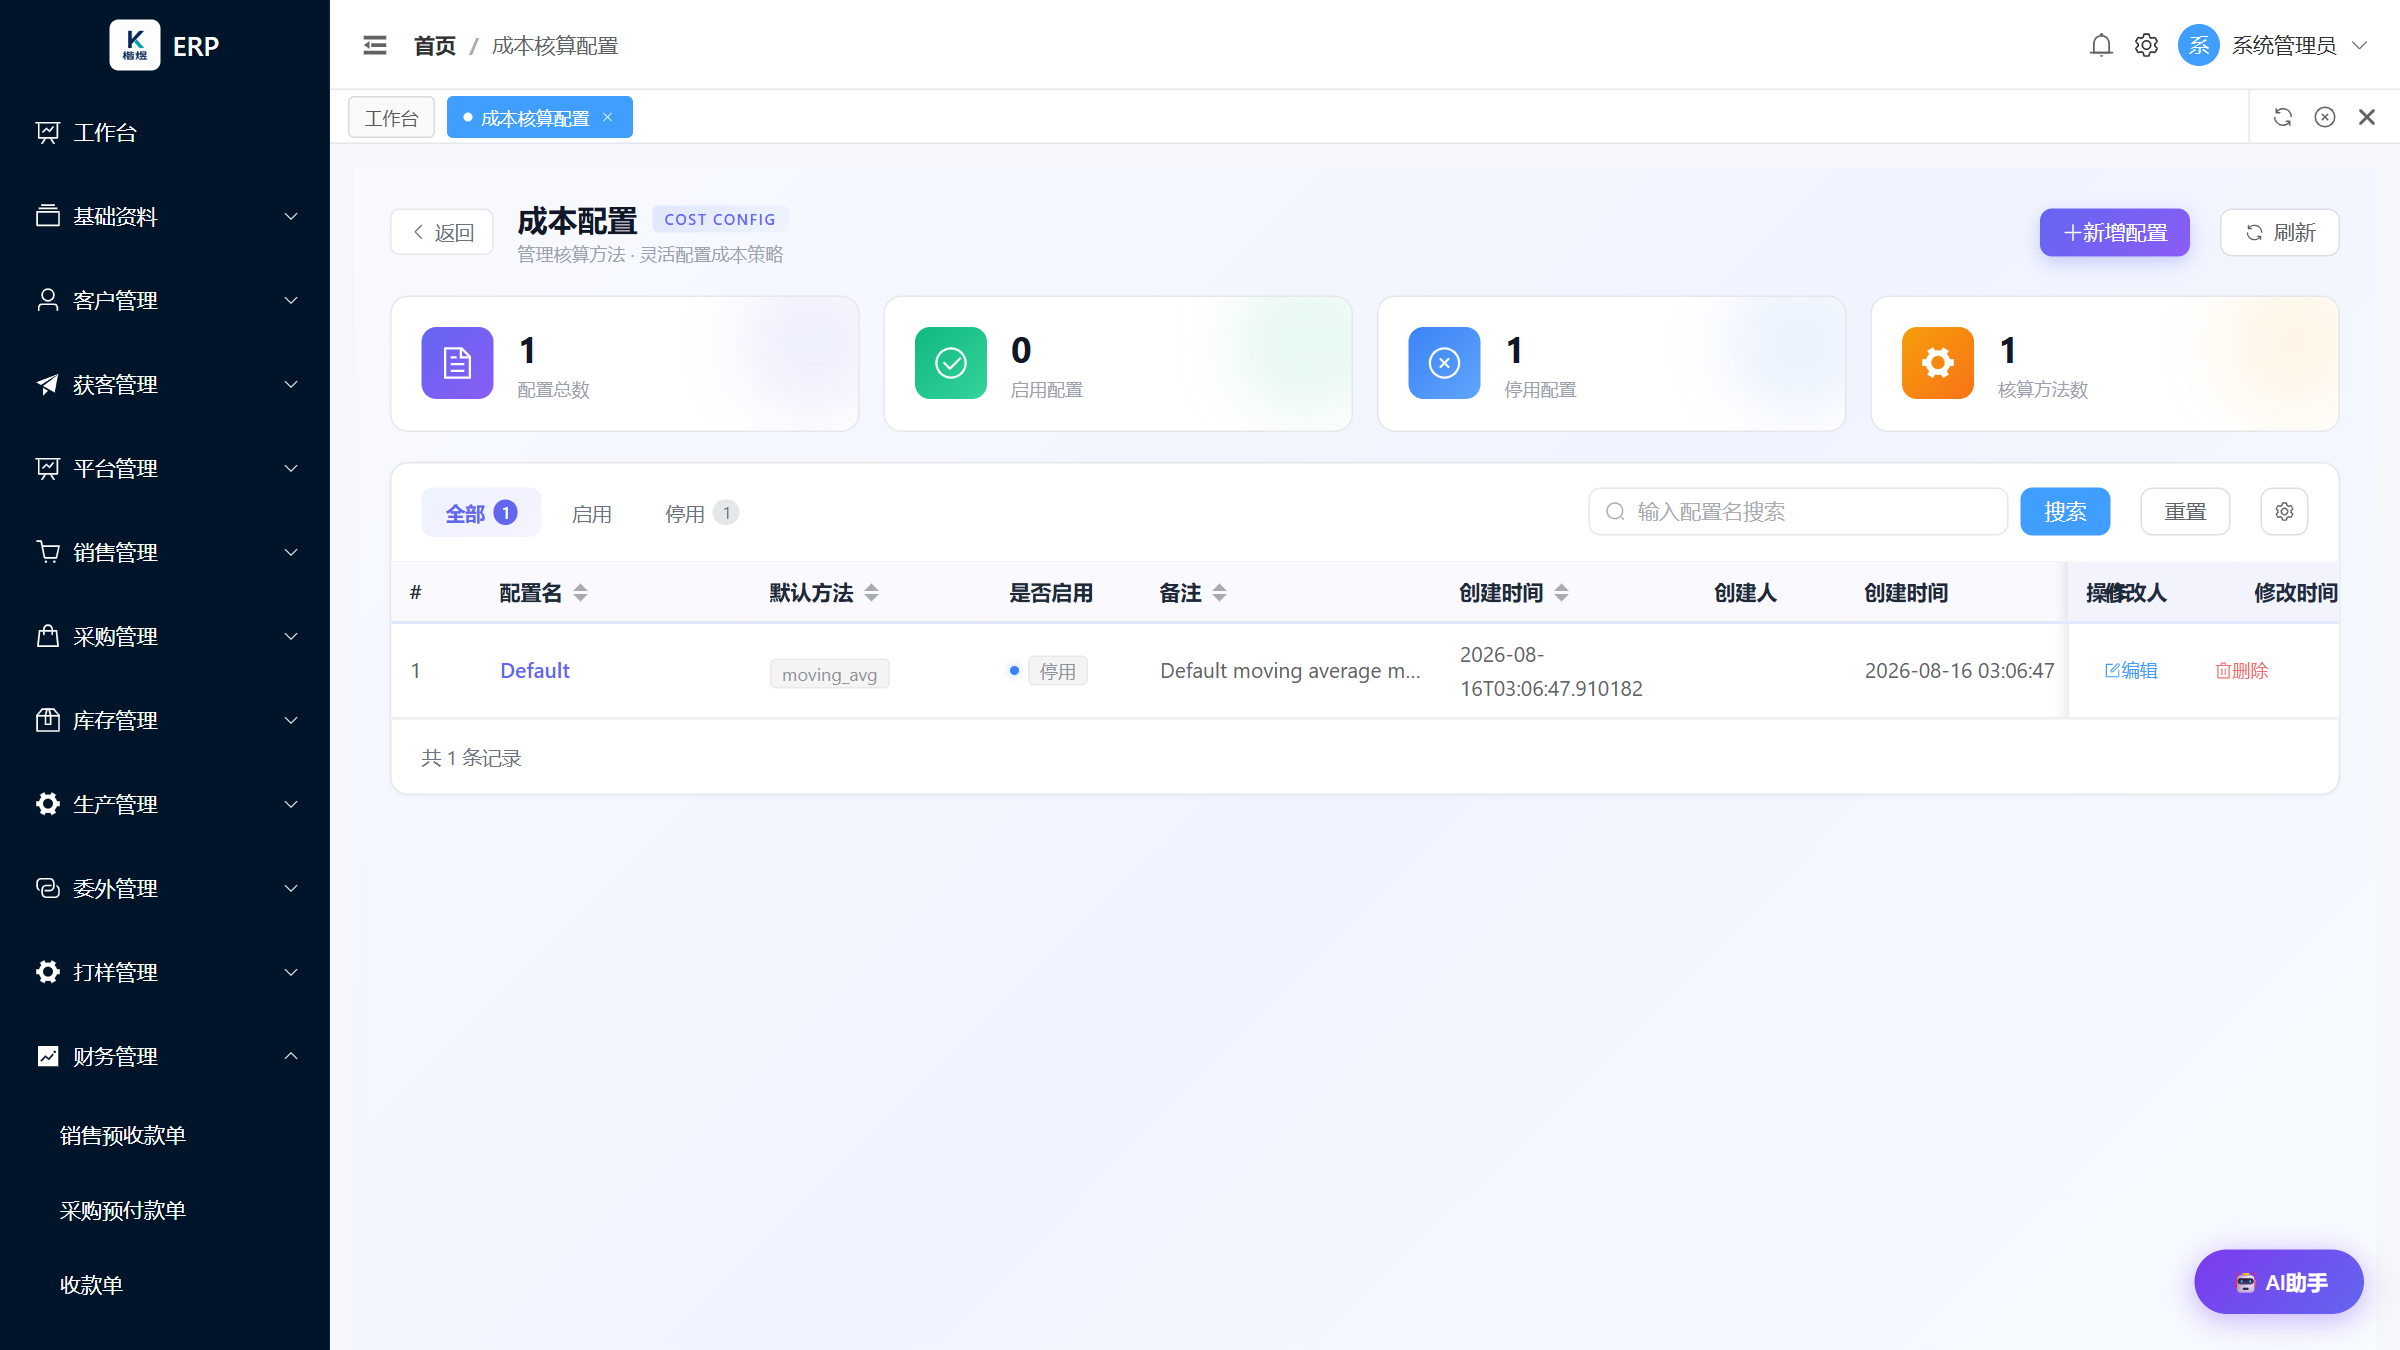 K
楷煜
ERP
工作台
基础资料
客户管理
获客管理
平台管理
销售管理
采购管理
库存管理
生产管理
委外管理
打样管理
财务管理
销售预收款单
采购预付款单
收款单
首页 / 成本核算配置
系 系统管理员
工作台
成本核算配置
返回
成本配置 COST CONFIG
管理核算方法 · 灵活配置成本策略
新增配置
刷新
1
配置总数
0
启用配置
1
停用配置
1
核算方法数
全部 1
启用
停用 1
输入配置名搜索
搜索
重置
# 配置名 默认方法 是否启用 备注 创建时间 创建人 创建时间 修改人 修改时间
1 Default moving_avg 停用 Default moving average m... 2026-08-16T03:06:47.910182 2026-08-16 03:06:47 编辑 删除
共 1 条记录
AI助手